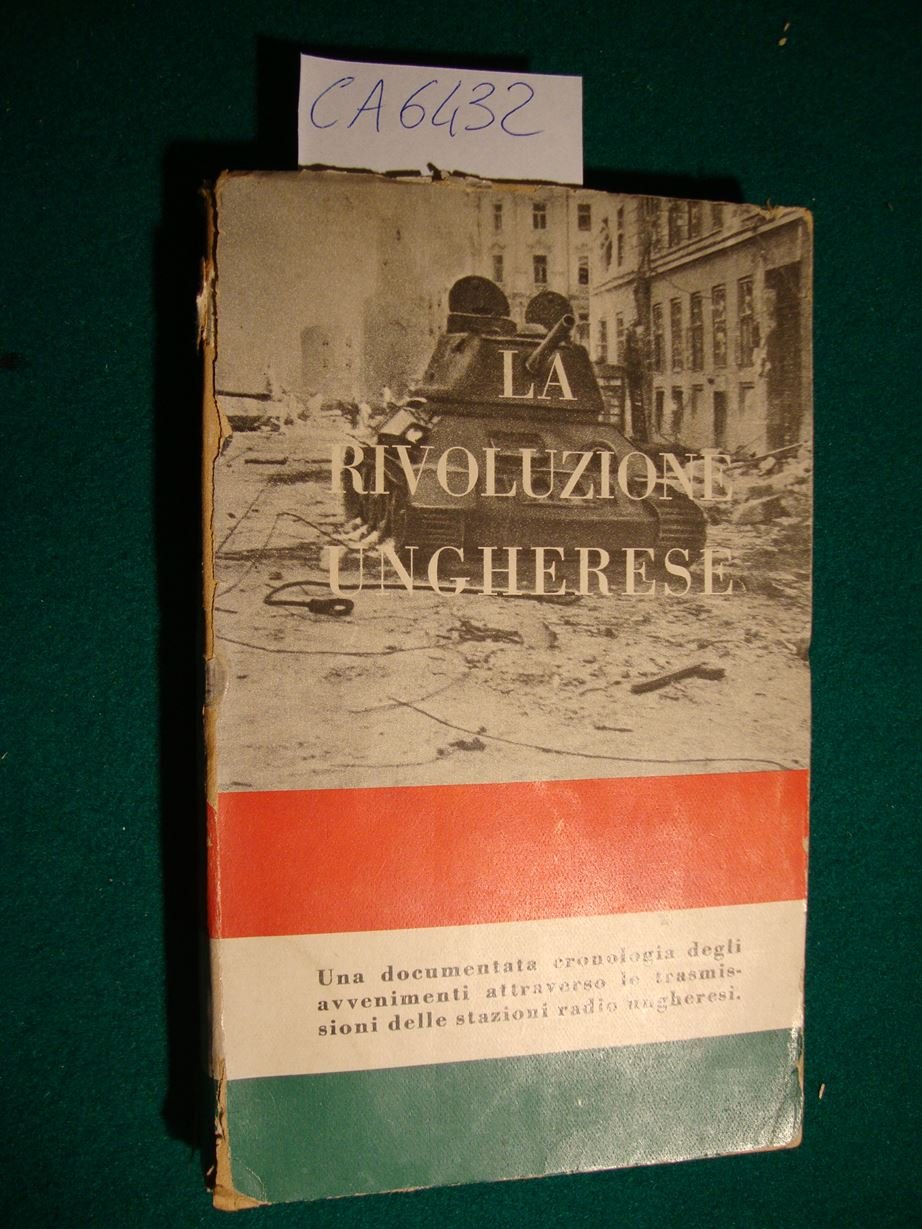 CA6432
LA
RIVOLUZIONE
UNGHERESE
Una documentata cronologia degli
avvenimenti attraverso le trasmis-
sioni delle stazioni radio ungheresi.